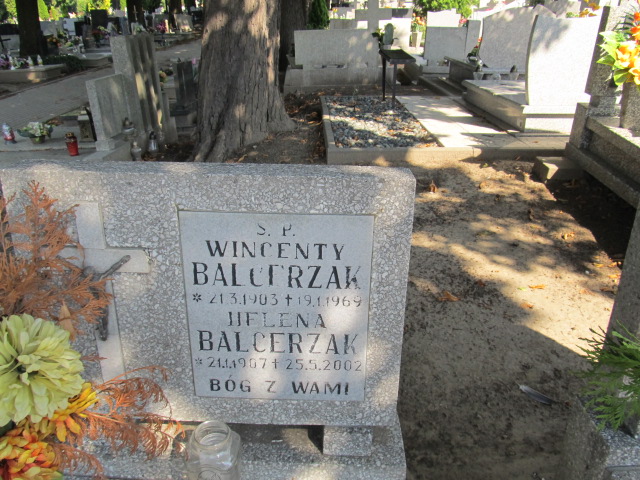 Ś. P.
WINCENTY
BALCERZAK
* 21.3.1903 ✝ 19.1.1969
HELENA
BALCERZAK
* 21.1.1907 ✝ 25.5.2002
BÓG Z WAMI